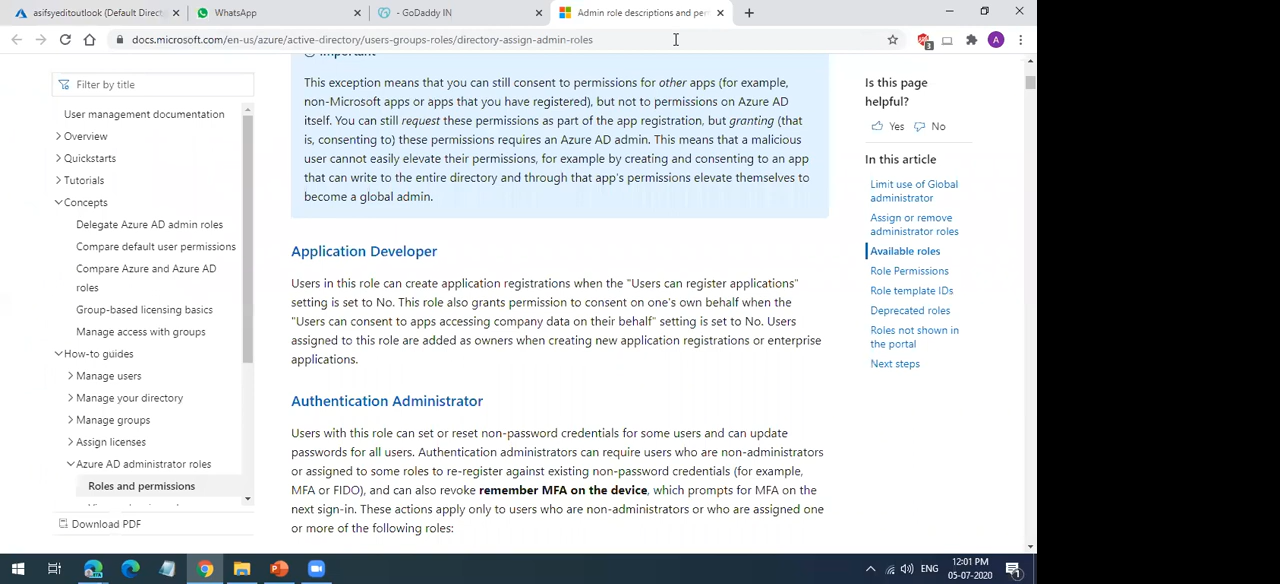 asifsyeditoutlook (Default Direct
WhatsApp
- GoDaddy IN
Admin role descriptions and per
docs.microsoft.com/en-us/azure/active-directory/users-groups-roles/directory-assign-admin-roles
3
A
Filter by title
User management documentation
Overview
Quickstarts
Tutorials
Concepts
Delegate Azure AD admin roles
Compare default user permissions
Compare Azure and Azure AD
roles
Group-based licensing basics
Manage access with groups
How-to guides
Manage users
Manage your directory
Manage groups
Assign licenses
Azure AD administrator roles
Roles and permissions
Download PDF
Important
This exception means that you can still consent to permissions for other apps (for example,
non-Microsoft apps or apps that you have registered), but not to permissions on Azure AD
itself. You can still request these permissions as part of the app registration, but granting (that
is, consenting to) these permissions requires an Azure AD admin. This means that a malicious
user cannot easily elevate their permissions, for example by creating and consenting to an app
that can write to the entire directory and through that app's permissions elevate themselves to
become a global admin.
Application Developer
Users in this role can create application registrations when the "Users can register applications"
setting is set to No. This role also grants permission to consent on one's own behalf when the
"Users can consent to apps accessing company data on their behalf" setting is set to No. Users
assigned to this role are added as owners when creating new application registrations or enterprise
applications.
Authentication Administrator
Users with this role can set or reset non-password credentials for some users and can update
passwords for all users. Authentication administrators can require users who are non-administrators
or assigned to some roles to re-register against existing non-password credentials (for example,
MFA or FIDO), and can also revoke remember MFA on the device, which prompts for MFA on the
next sign-in. These actions apply only to users who are non-administrators or who are assigned one
or more of the following roles:
Is this page
helpful?
Yes No
In this article
Limit use of Global
administrator
Assign or remove
administrator roles
Available roles
Role Permissions
Role template IDs
Deprecated roles
Roles not shown in
the portal
Next steps
ENG
12:01 PM
05-07-2020
1